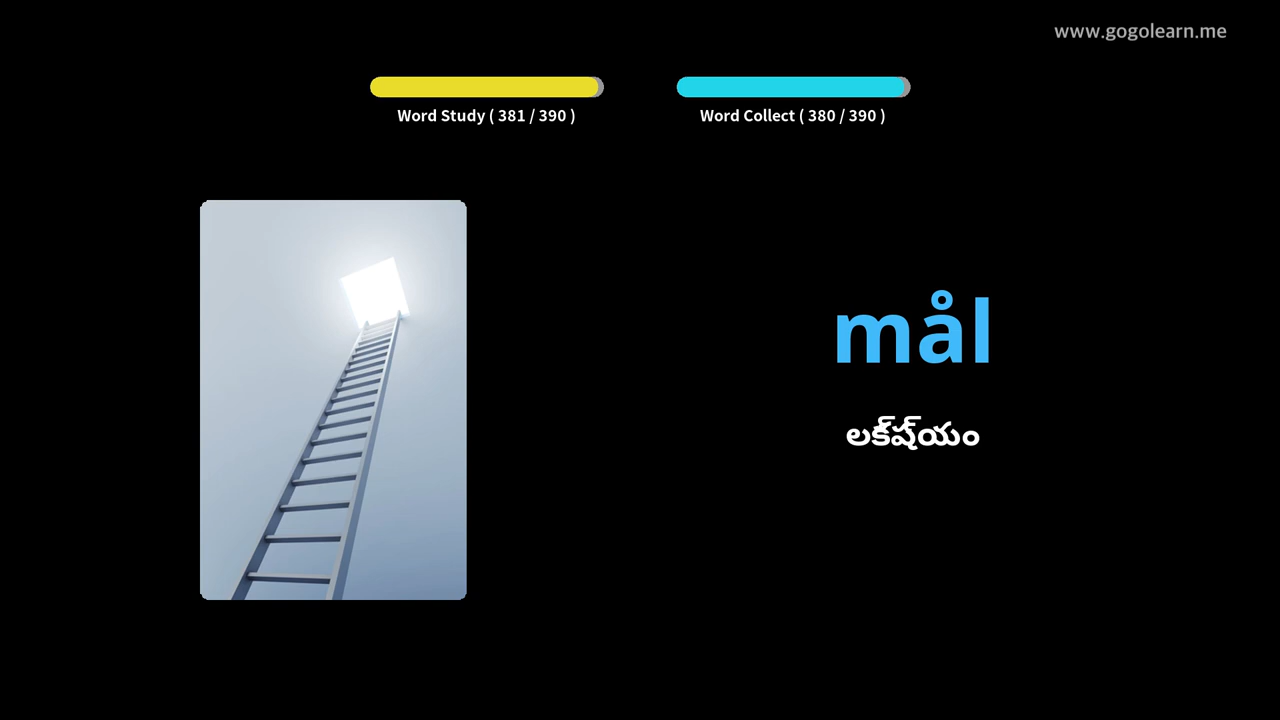 www.gogolearn.me
Word Study ( 381 / 390 )
Word Collect ( 380 / 390 )
mål
లక్‌ష్‌యం